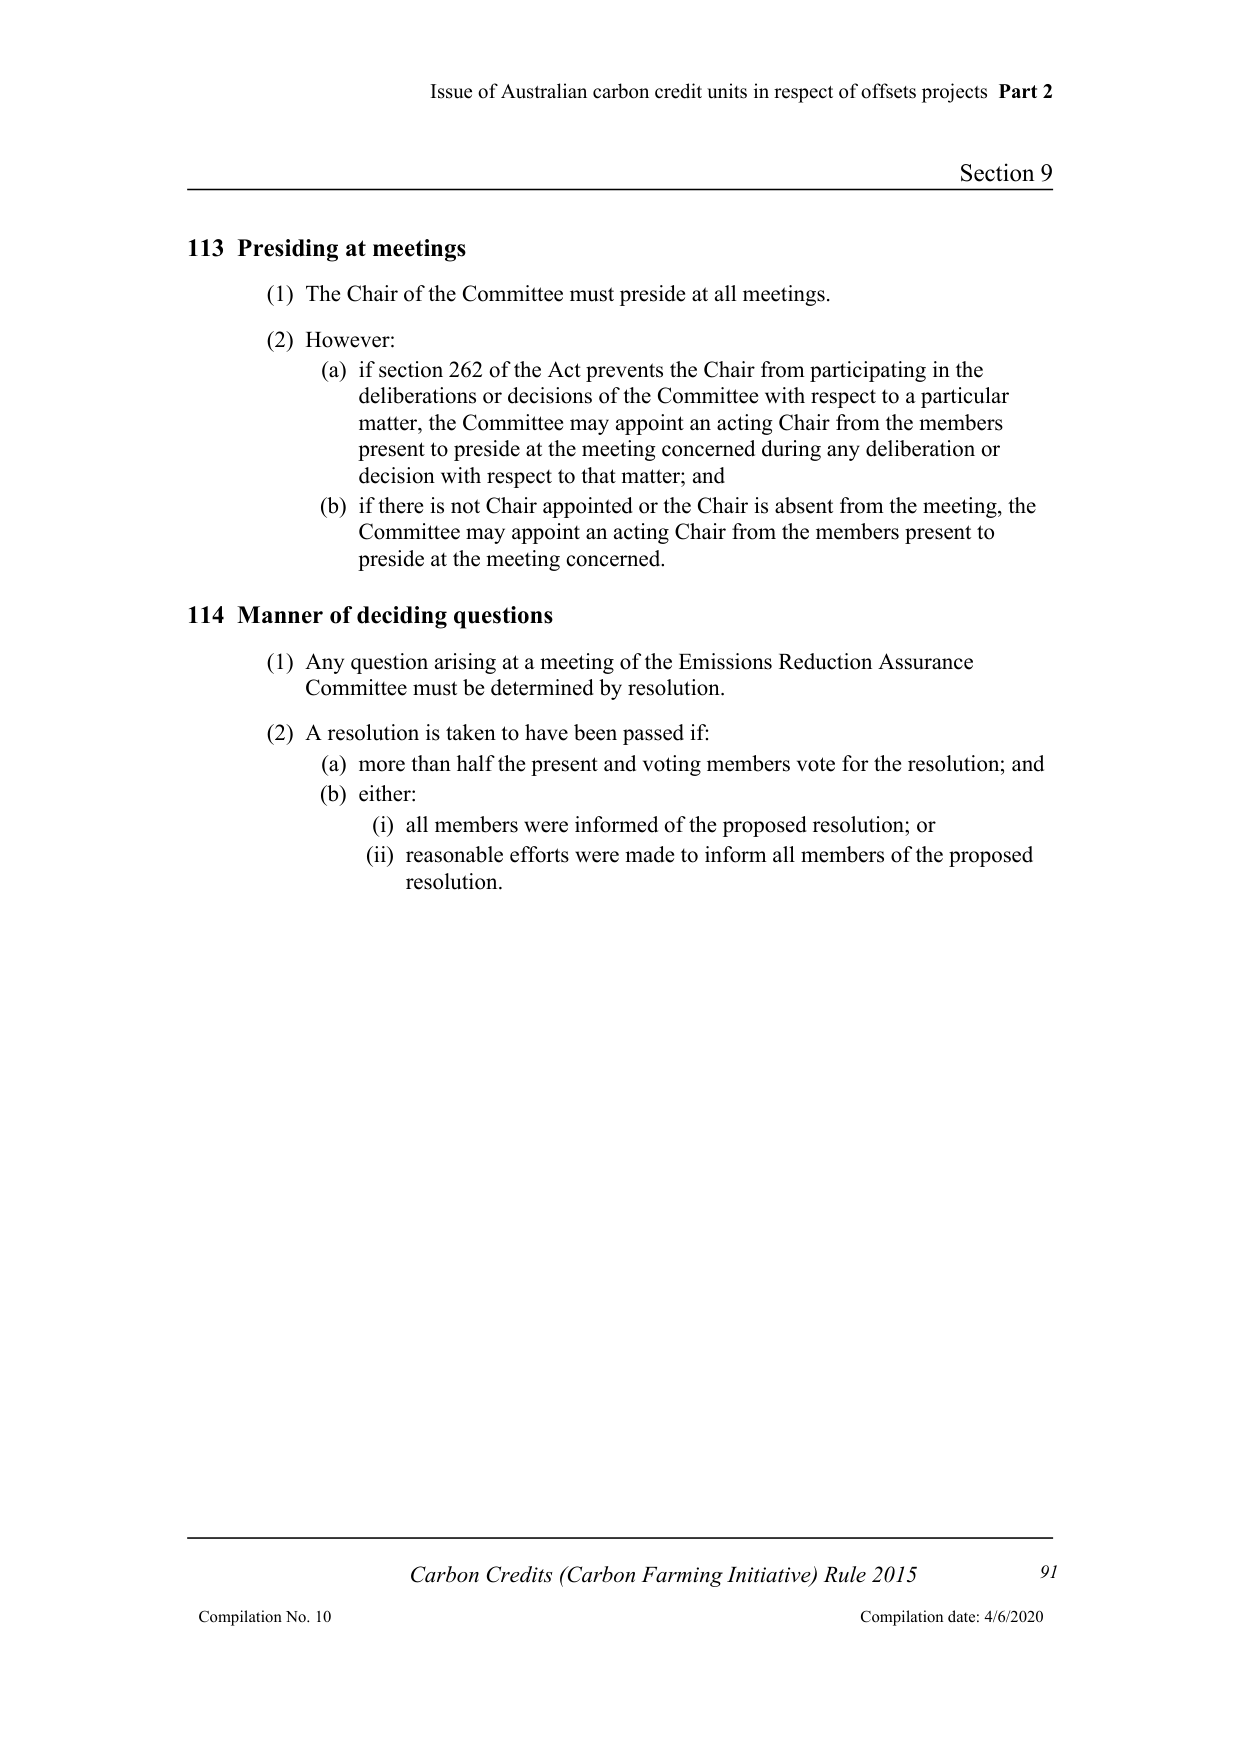 Issue of Australian carbon credit units in respect of offsets projects Part 2
Section 9
113 Presiding at meetings
(1) The Chair of the Committee must preside at all meetings.
(2) However:
(a) if section 262 of the Act prevents the Chair from participating in the
deliberations or decisions of the Committee with respect to a particular
matter, the Committee may appoint an acting Chair from the members
present to preside at the meeting concerned during any deliberation or
decision with respect to that matter; and
(b) if there is not Chair appointed or the Chair is absent from the meeting, the
Committee may appoint an acting Chair from the members present to
preside at the meeting concerned.
114 Manner of deciding questions
(1) Any question arising at a meeting of the Emissions Reduction Assurance
Committee must be determined by resolution.
(2) A resolution is taken to have been passed if:
(a) more than half the present and voting members vote for the resolution; and
(b) either:
(i) all members were informed of the proposed resolution; or
(ii) reasonable efforts were made to inform all members of the proposed
resolution.
Carbon Credits (Carbon Farming Initiative) Rule 2015 91
Compilation No. 10 Compilation date: 4/6/2020